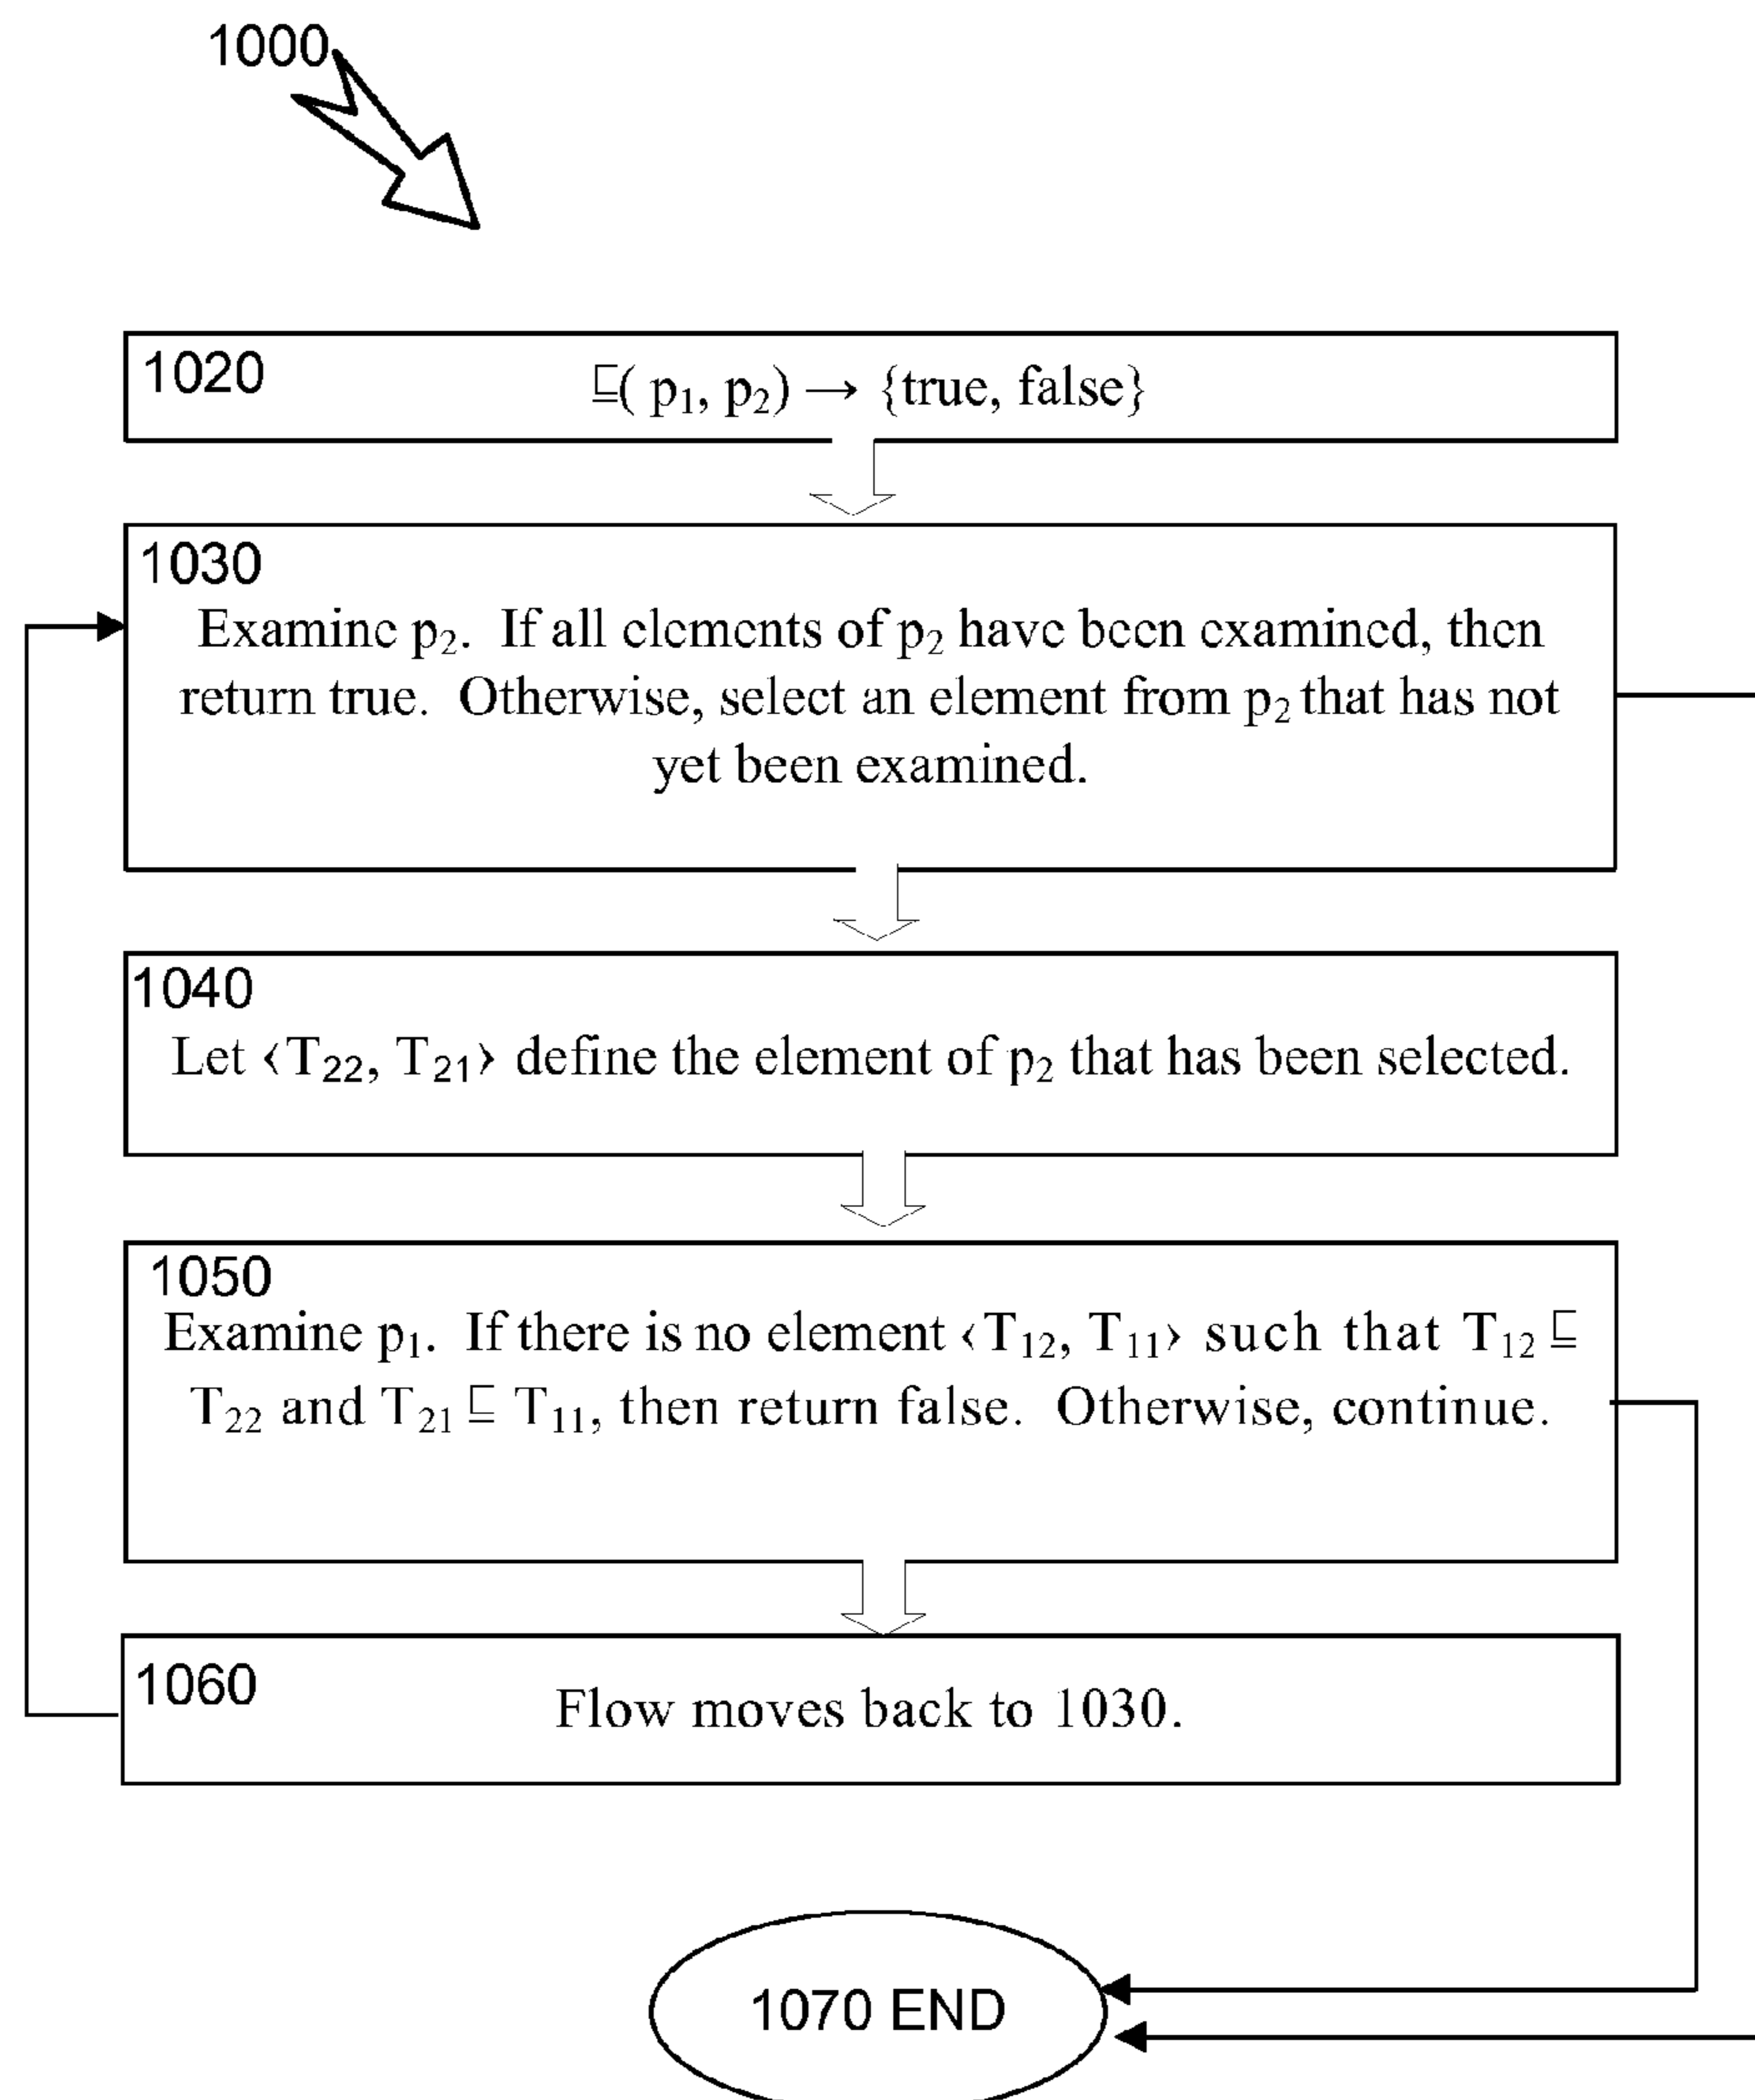 1000
1020
⊑( p₁, p₂) → {true, false}
1030
Examine p₂. If all elements of p₂ have been examined, then
return true. Otherwise, select an element from p₂ that has not
yet been examined.
1040
Let ‹T₂₂, T₂₁› define the element of p₂ that has been selected.
1050
Examine p₁. If there is no element ‹T₁₂, T₁₁› such that T₁₂ ⊑
T₂₂ and T₂₁ ⊑ T₁₁, then return false. Otherwise, continue.
1060
Flow moves back to 1030.
1070 END